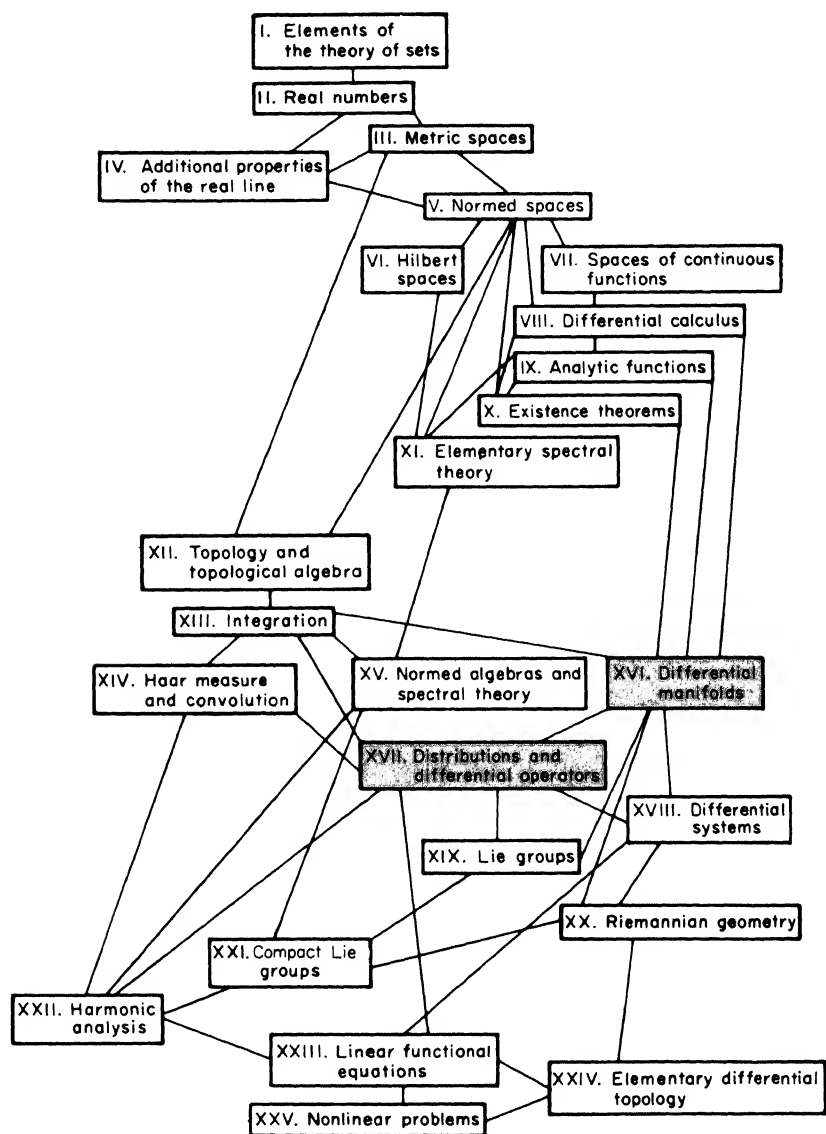 I. Elements of
the theory of sets
II. Real numbers
III. Metric spaces
IV. Additional properties
of the real line
V. Normed spaces
VI. Hilbert
spaces
VII. Spaces of continuous
functions
VIII. Differential calculus
IX. Analytic functions
X. Existence theorems
XI. Elementary spectral
theory
XII. Topology and
topological algebra
XIII. Integration
XIV. Haar measure
and convolution
XV. Normed algebras and
spectral theory
XVI. Differential
manifolds
XVII. Distributions and
differential operators
XVIII. Differential
systems
XIX. Lie groups
XX. Riemannian geometry
XXI. Compact Lie
groups
XXII. Harmonic
analysis
XXIII. Linear functional
equations
XXIV. Elementary differential
topology
XXV. Nonlinear problems